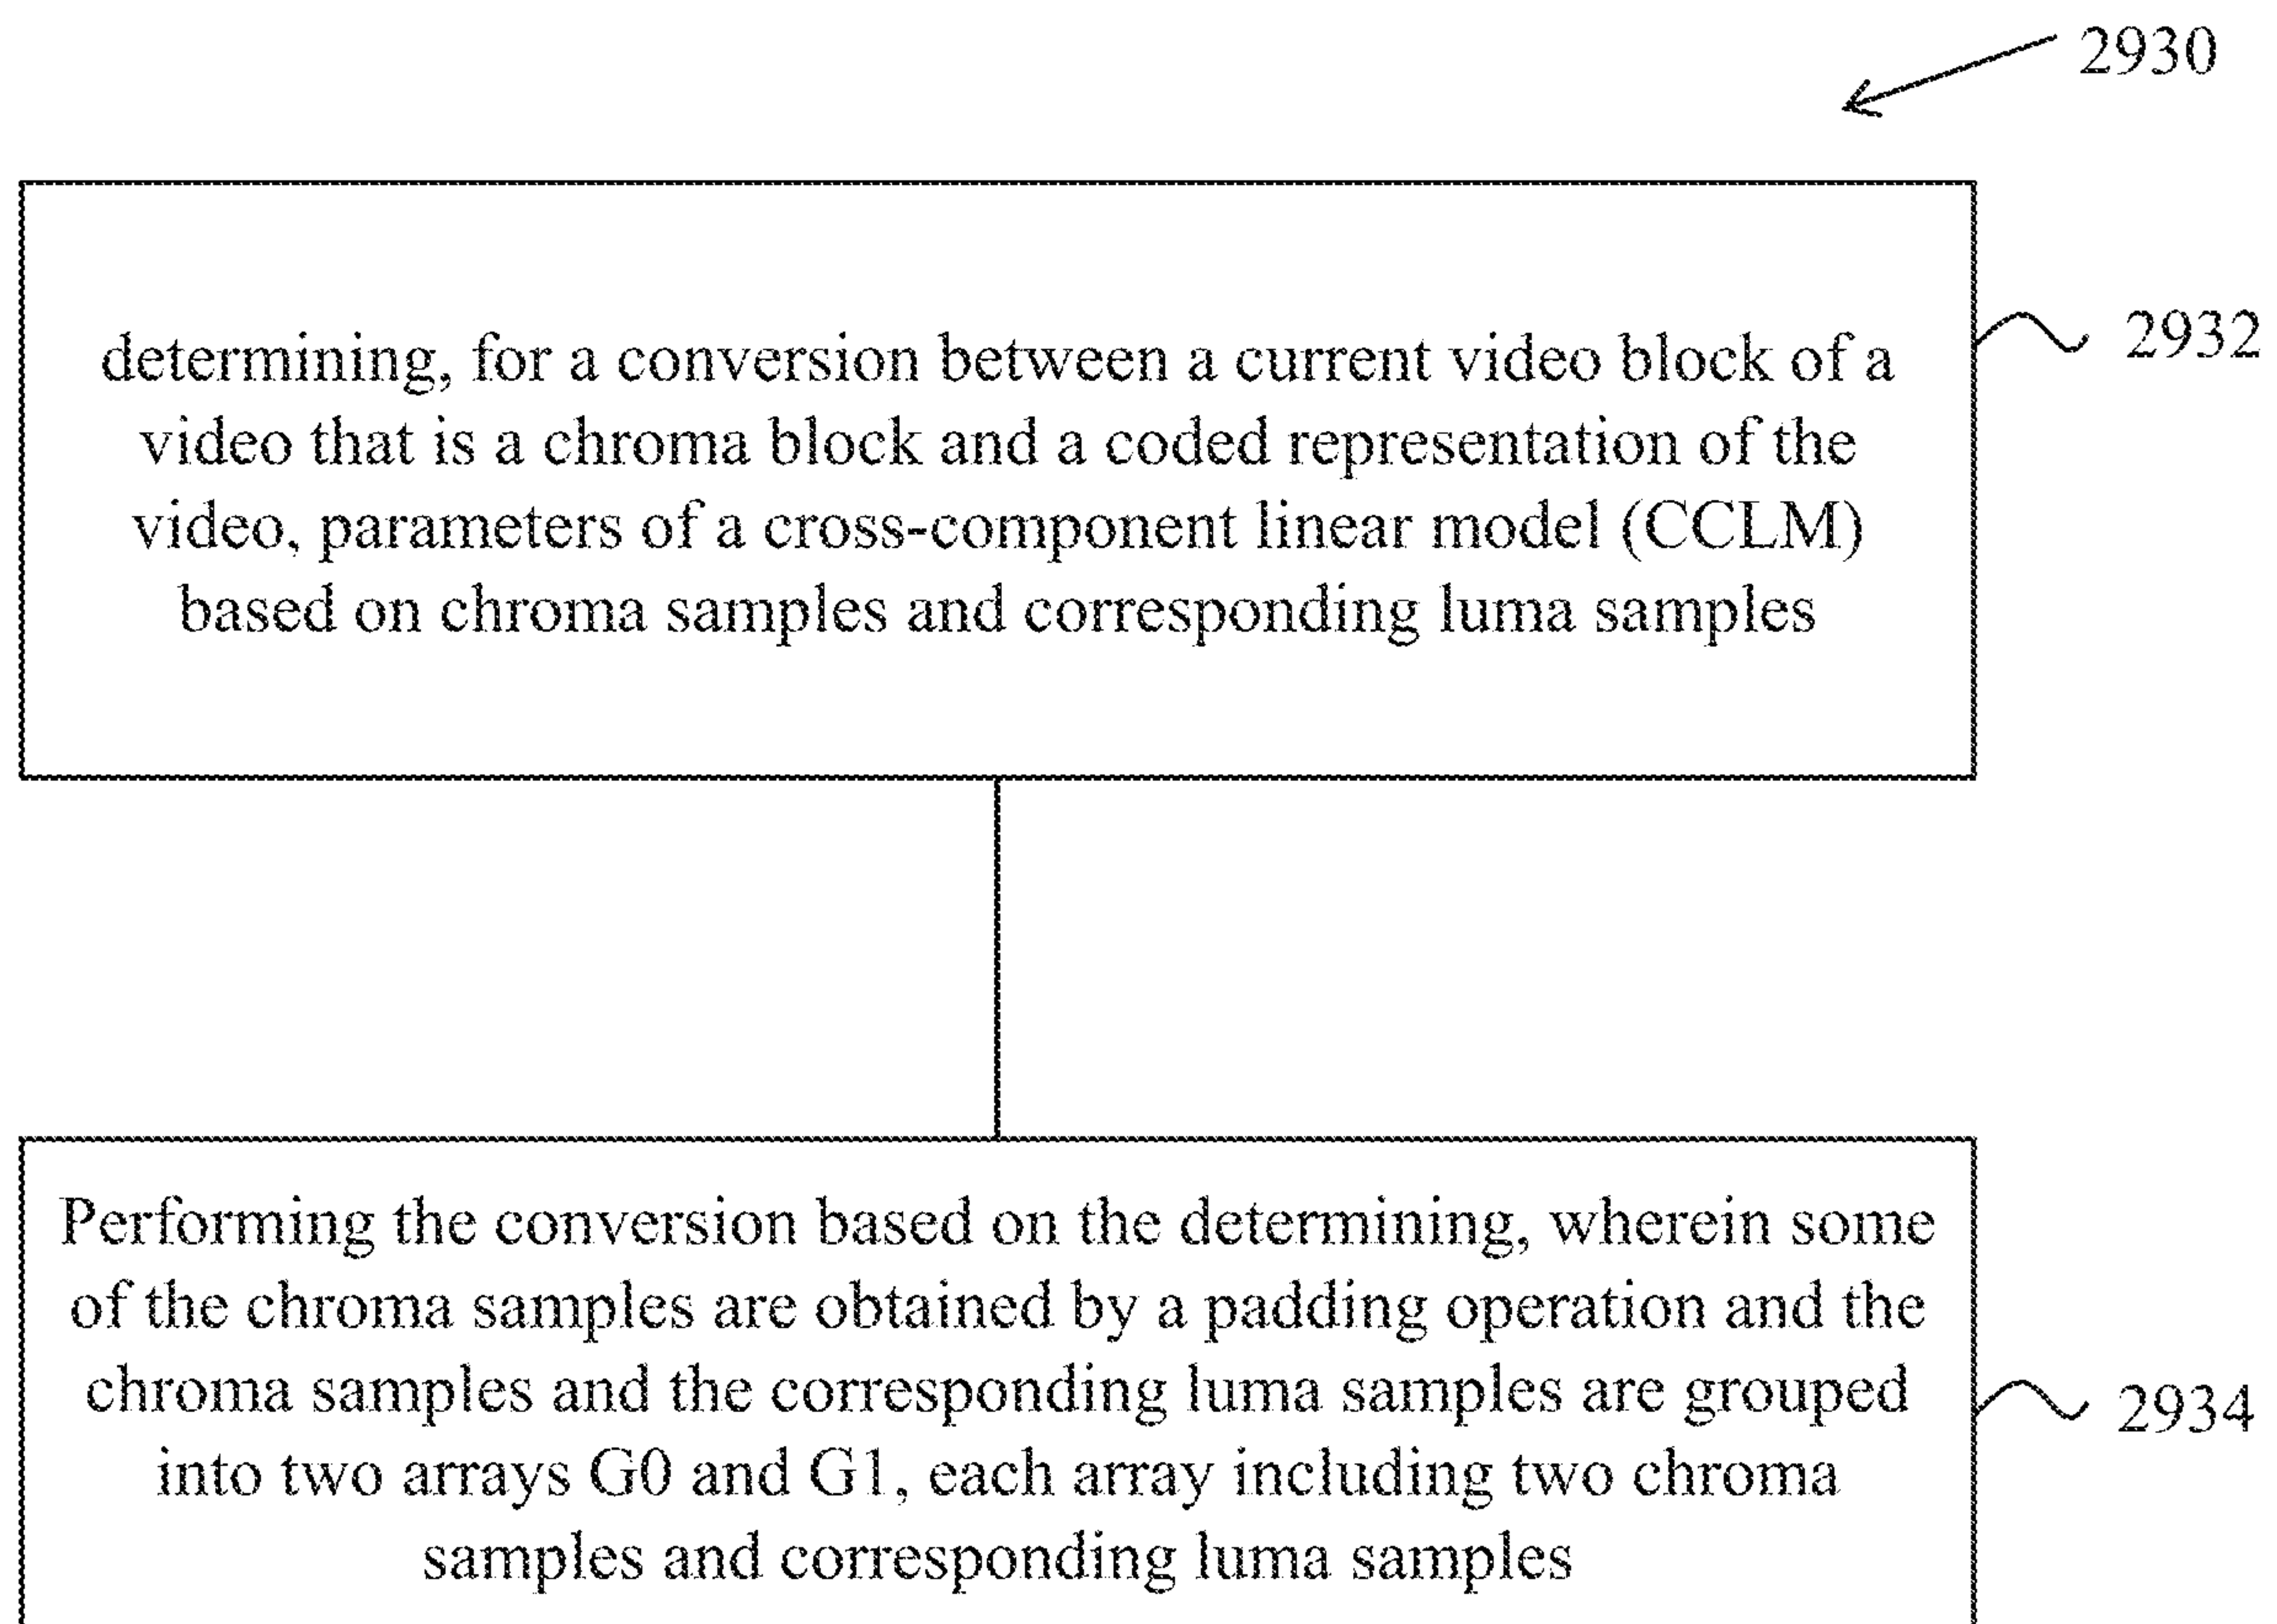 2930
determining, for a conversion between a current video block of a
video that is a chroma block and a coded representation of the
video, parameters of a cross-component linear model (CCLM)
based on chroma samples and corresponding luma samples
2932
Performing the conversion based on the determining, wherein some
of the chroma samples are obtained by a padding operation and the
chroma samples and the corresponding luma samples are grouped
into two arrays G0 and G1, each array including two chroma
samples and corresponding luma samples
2934